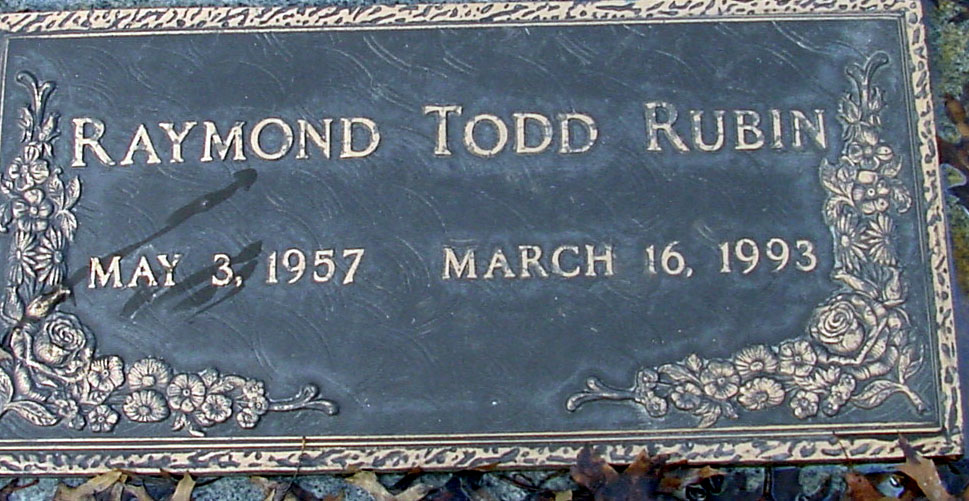 RAYMOND TODD RUBIN
MAY 3, 1957 MARCH 16, 1993